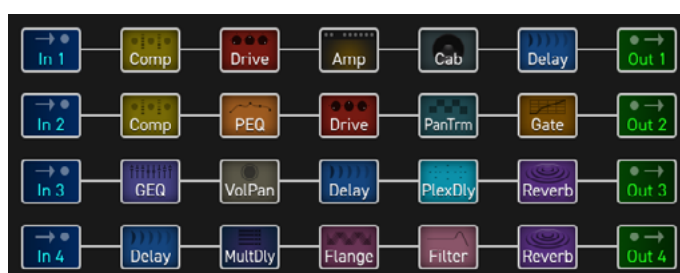 In 1 Comp Drive Amp Cab Delay Out 1
In 2 Comp PEQ Drive PanTrm Gate Out 2
In 3 GEQ VolPan Delay PlexDly Reverb Out 3
In 4 Delay MultDly Flange Filter Reverb Out 4